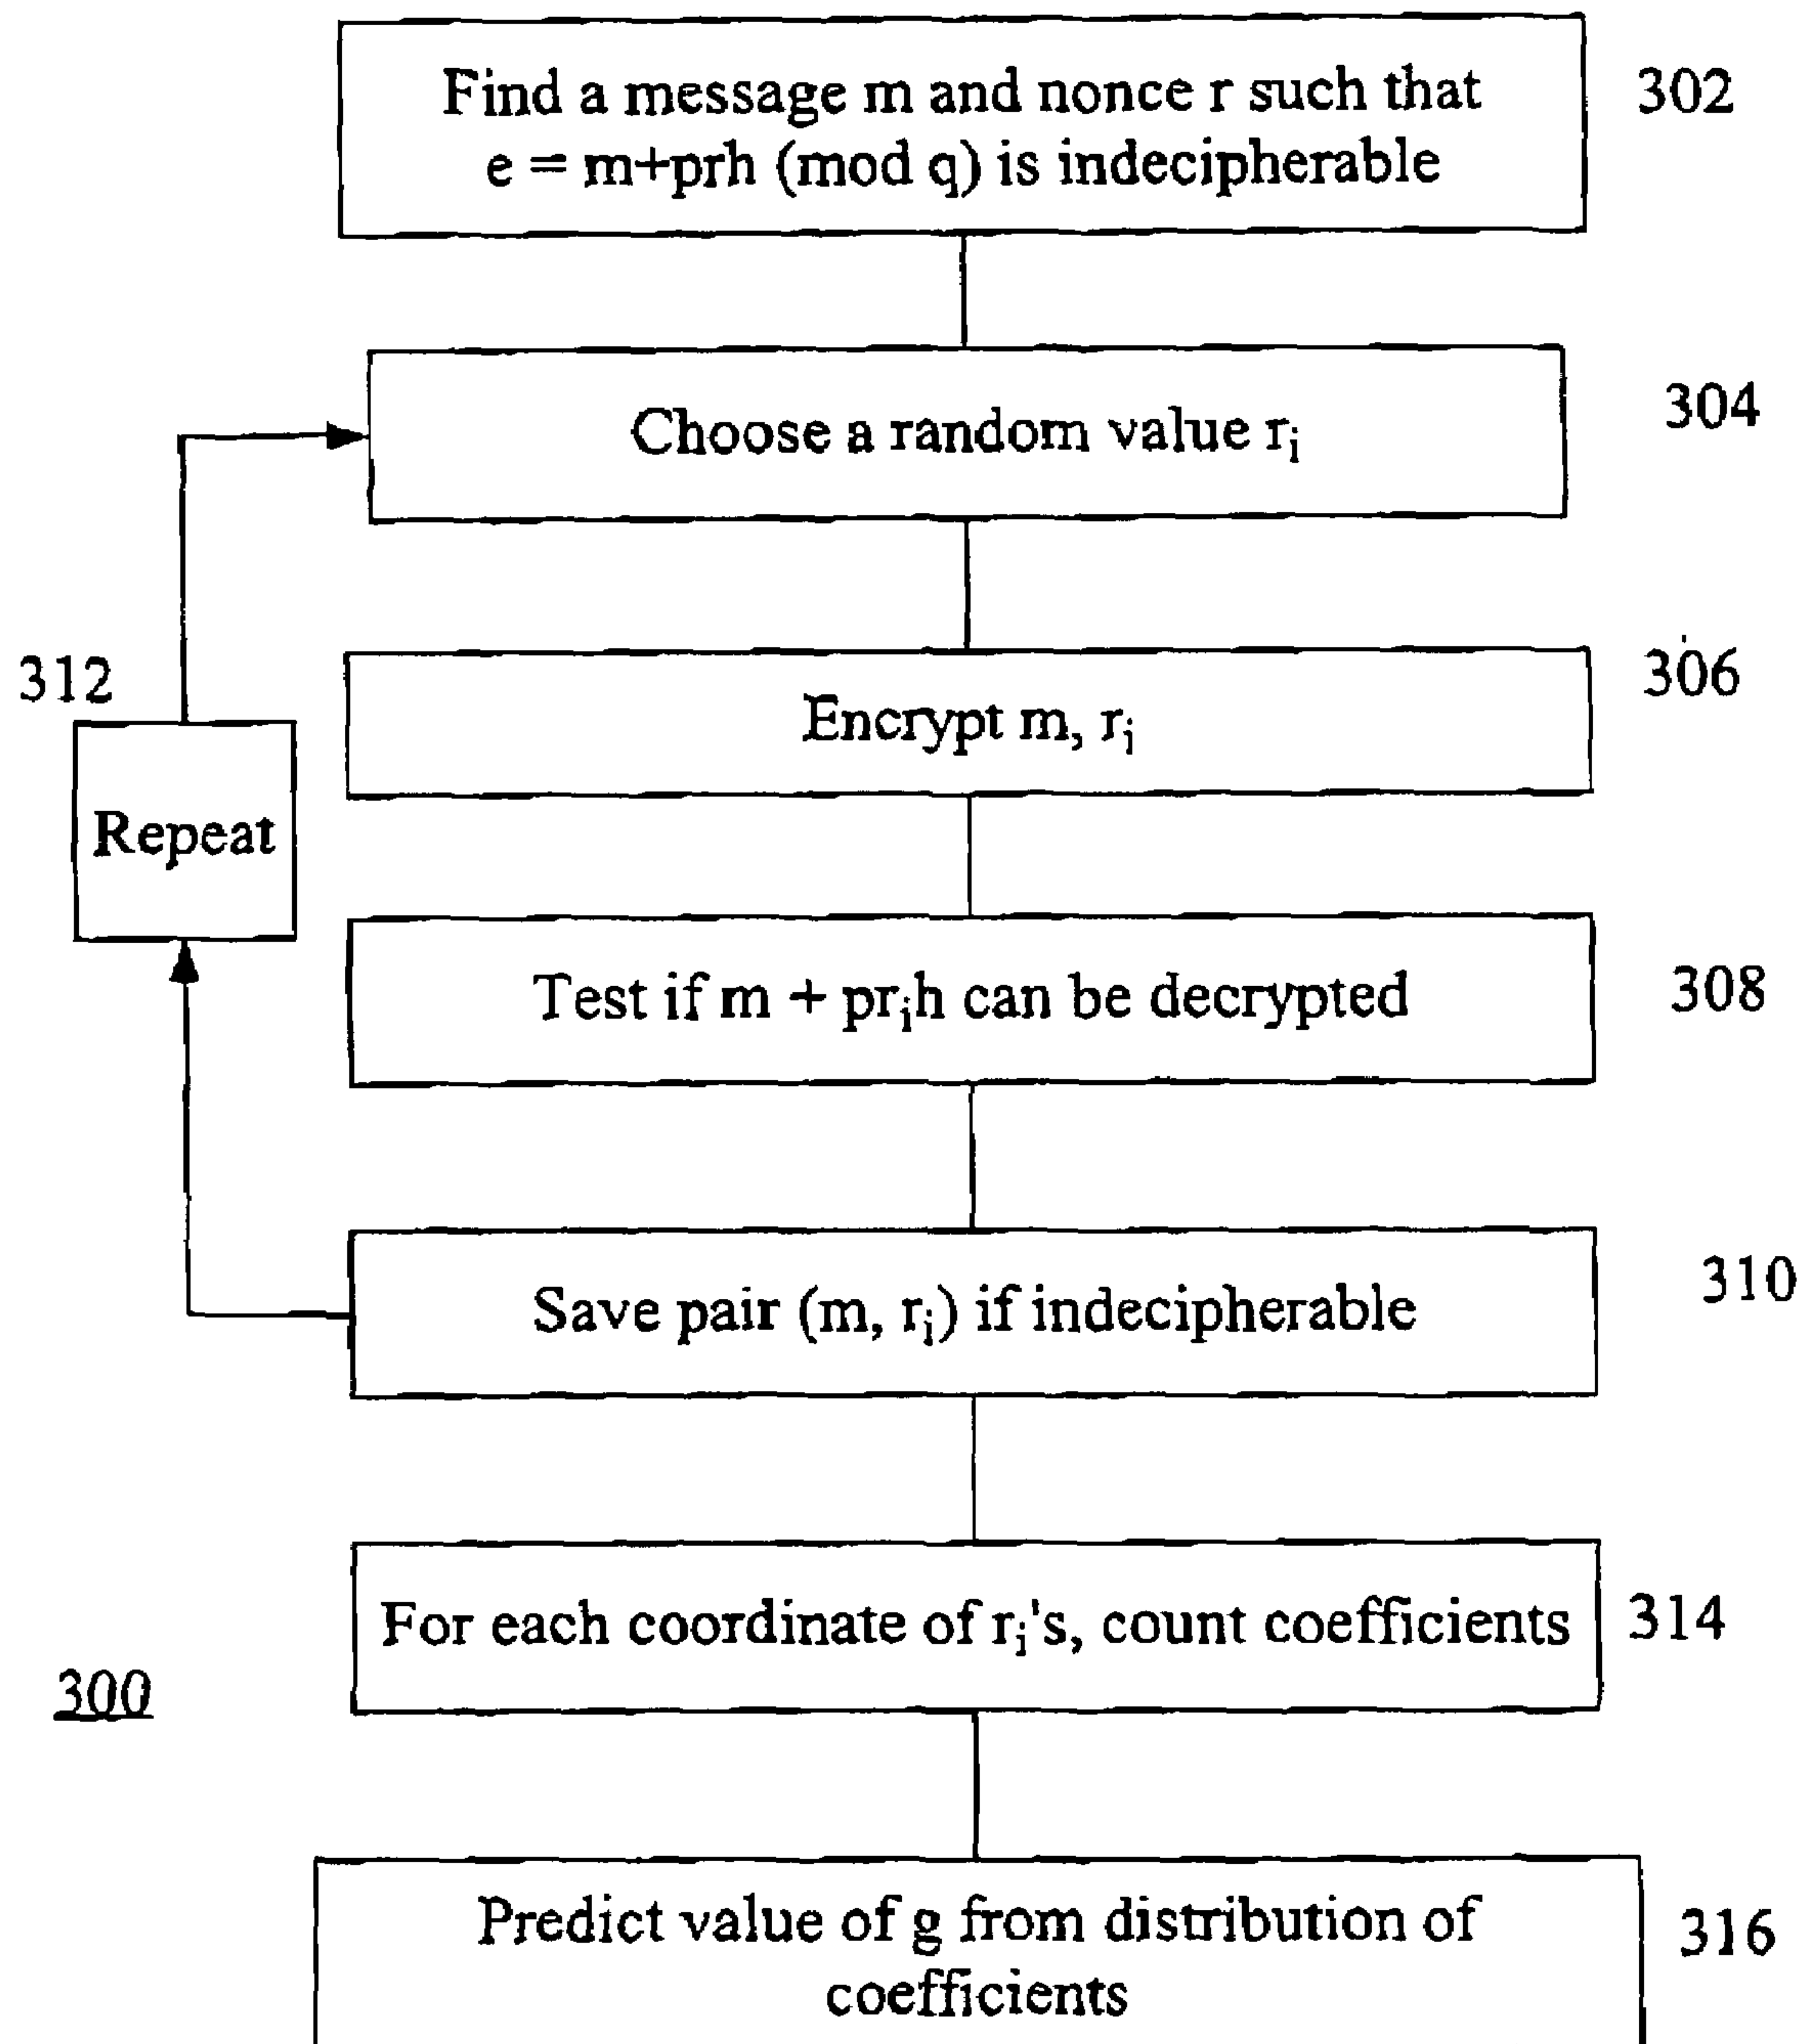 Find a message m and nonce r such that
e = m+prh (mod q) is indecipherable
302
Choose a random value ri
304
Encrypt m, ri
306
312
Repeat
Test if m + prih can be decrypted
308
Save pair (m, ri) if indecipherable
310
For each coordinate of ri's, count coefficients
314
300
Predict value of g from distribution of
coefficients
316